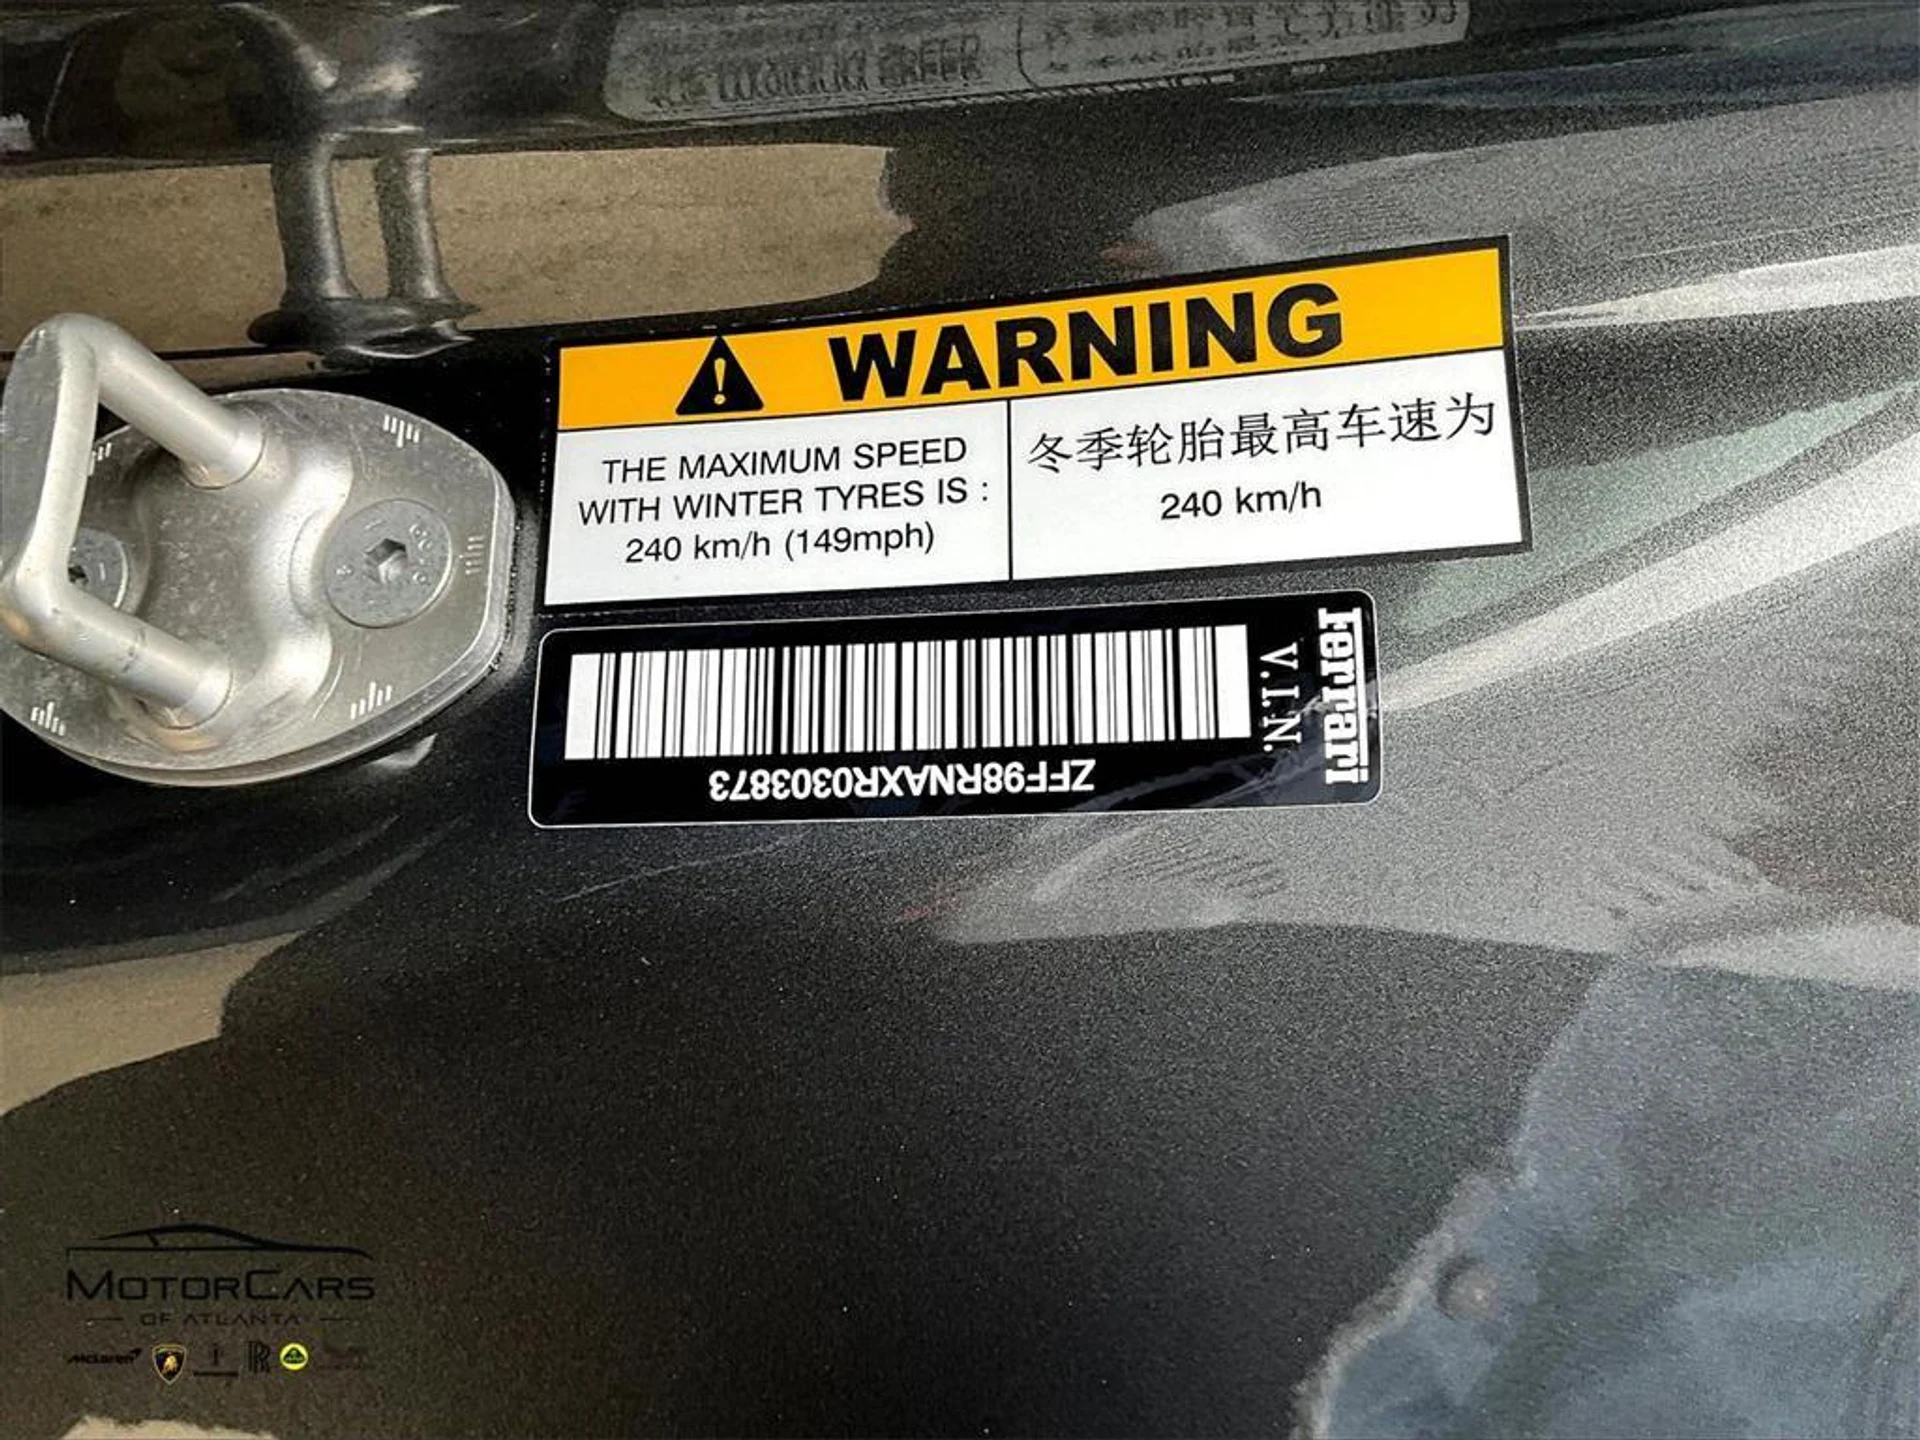 WARNING
THE MAXIMUM SPEED
WITH WINTER TYRES IS :
240 km/h (149mph)
冬季轮胎最高车速为
240 km/h
Ferrari
V.I.N.
ZFF98RNAXR0303873
MOTORCARS
OF ATLANTA
McLaren